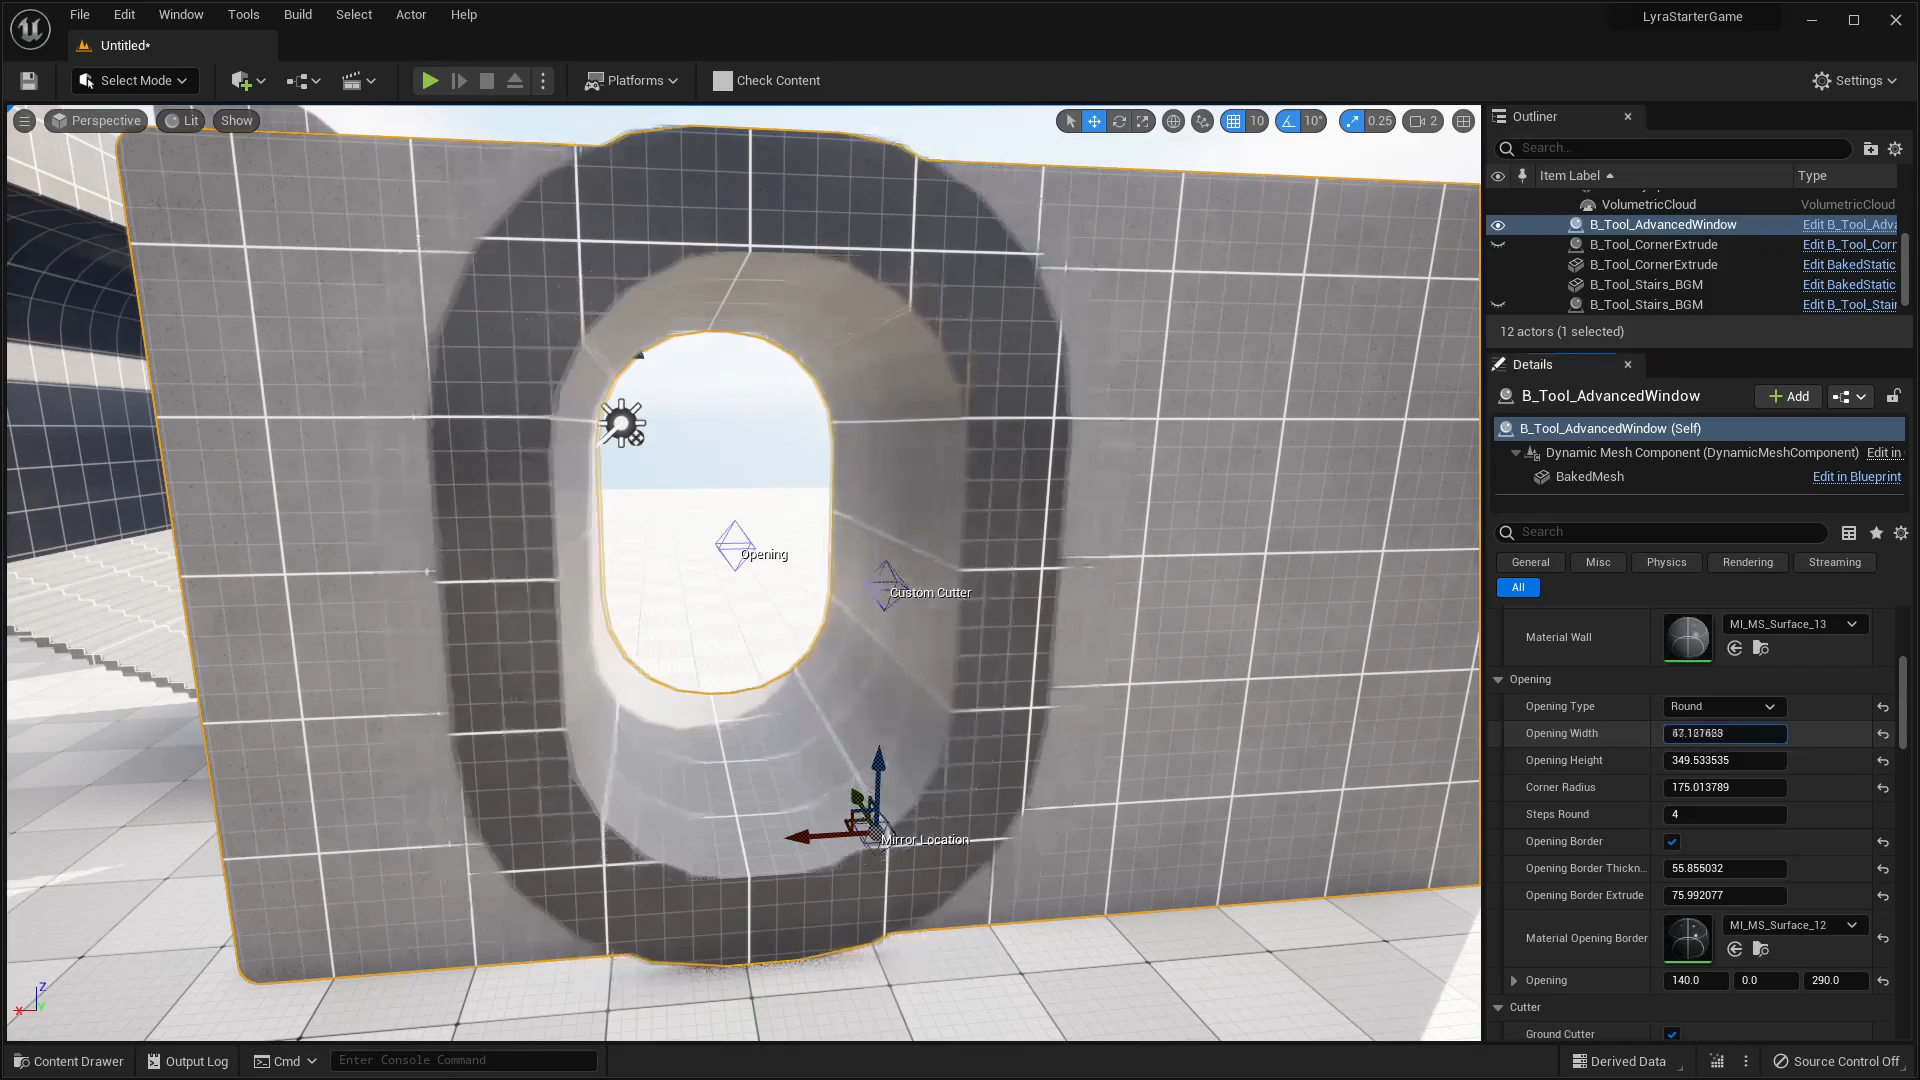 File Edit Window Tools Build Select Actor Help
LyraStarterGame
Untitled*
Select Mode
Platforms
Check Content
Settings
Perspective Lit Show
10 10° 0.25 2
Opening
Custom Cutter
Mirror Location
Z
X
Outliner
Search...
Item Label Type
VolumetricCloud VolumetricCloud
B_Tool_AdvancedWindow Edit B_Tool_Adva
B_Tool_CornerExtrude Edit B_Tool_Corr
B_Tool_CornerExtrude Edit BakedStatic
B_Tool_Stairs_BGM Edit BakedStatic
B_Tool_Stairs_BGM Edit B_Tool_Stair
12 actors (1 selected)
Details
B_Tool_AdvancedWindow
Add
B_Tool_AdvancedWindow (Self)
Dynamic Mesh Component (DynamicMeshComponent) Edit in
BakedMesh Edit in Blueprint
Search
General Misc Physics Rendering Streaming
All
Material Wall MI_MS_Surface_13
Opening
Opening Type Round
Opening Width
Opening Height 349.533535
Corner Radius 175.013789
Steps Round 4
Opening Border
Opening Border Thickn... 55.855032
Opening Border Extrude 75.992077
Material Opening Border MI_MS_Surface_12
Opening 140.0 0.0 290.0
Cutter
Ground Cutter
Content Drawer Output Log Cmd Enter Console Command
Derived Data Source Control Off